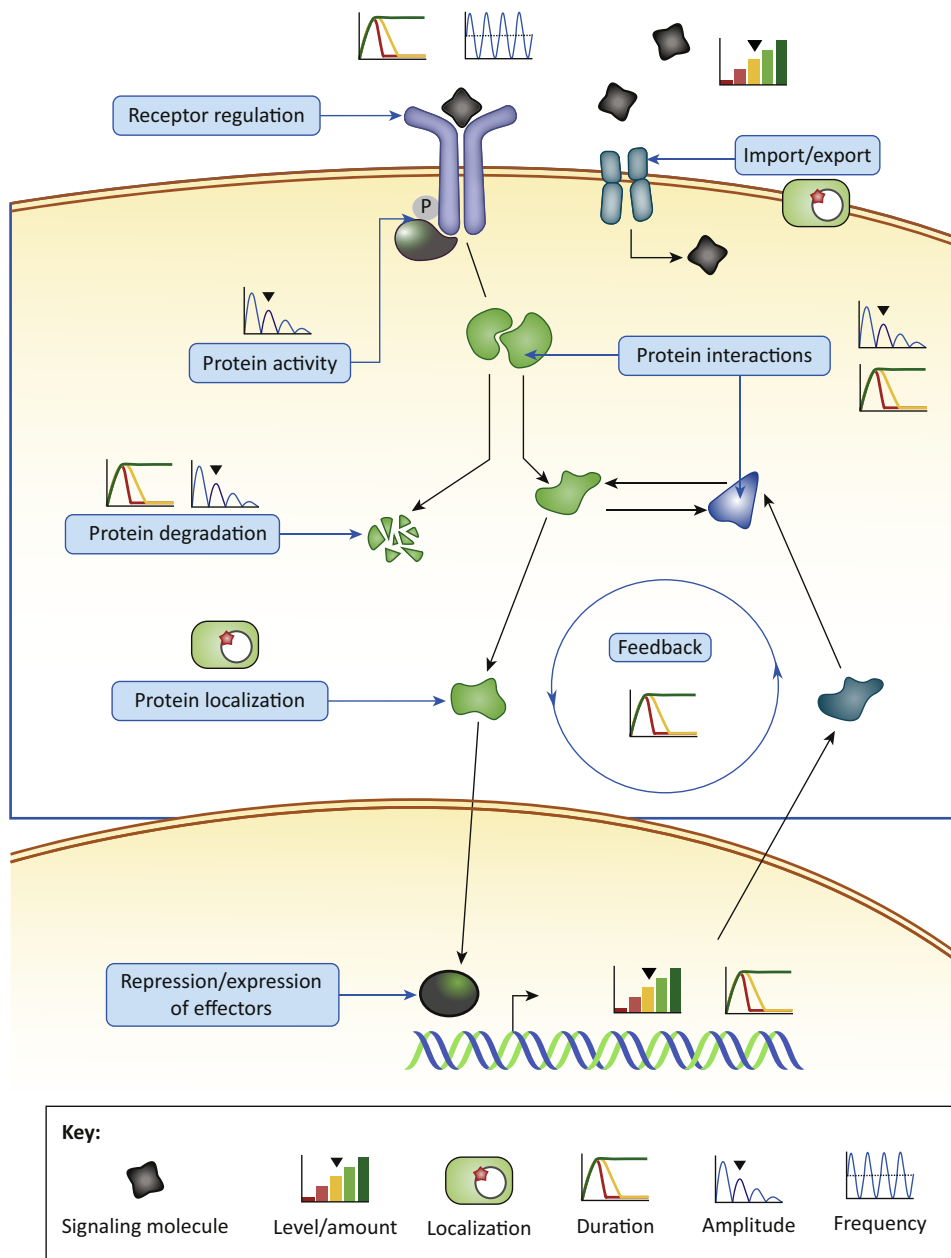 Receptor regulation
Import/export
P
Protein activity
Protein interactions
Protein degradation
Protein localization
Feedback
Repression/expression
of effectors
Key:
Signaling molecule
Level/amount
Localization
Duration
Amplitude
Frequency